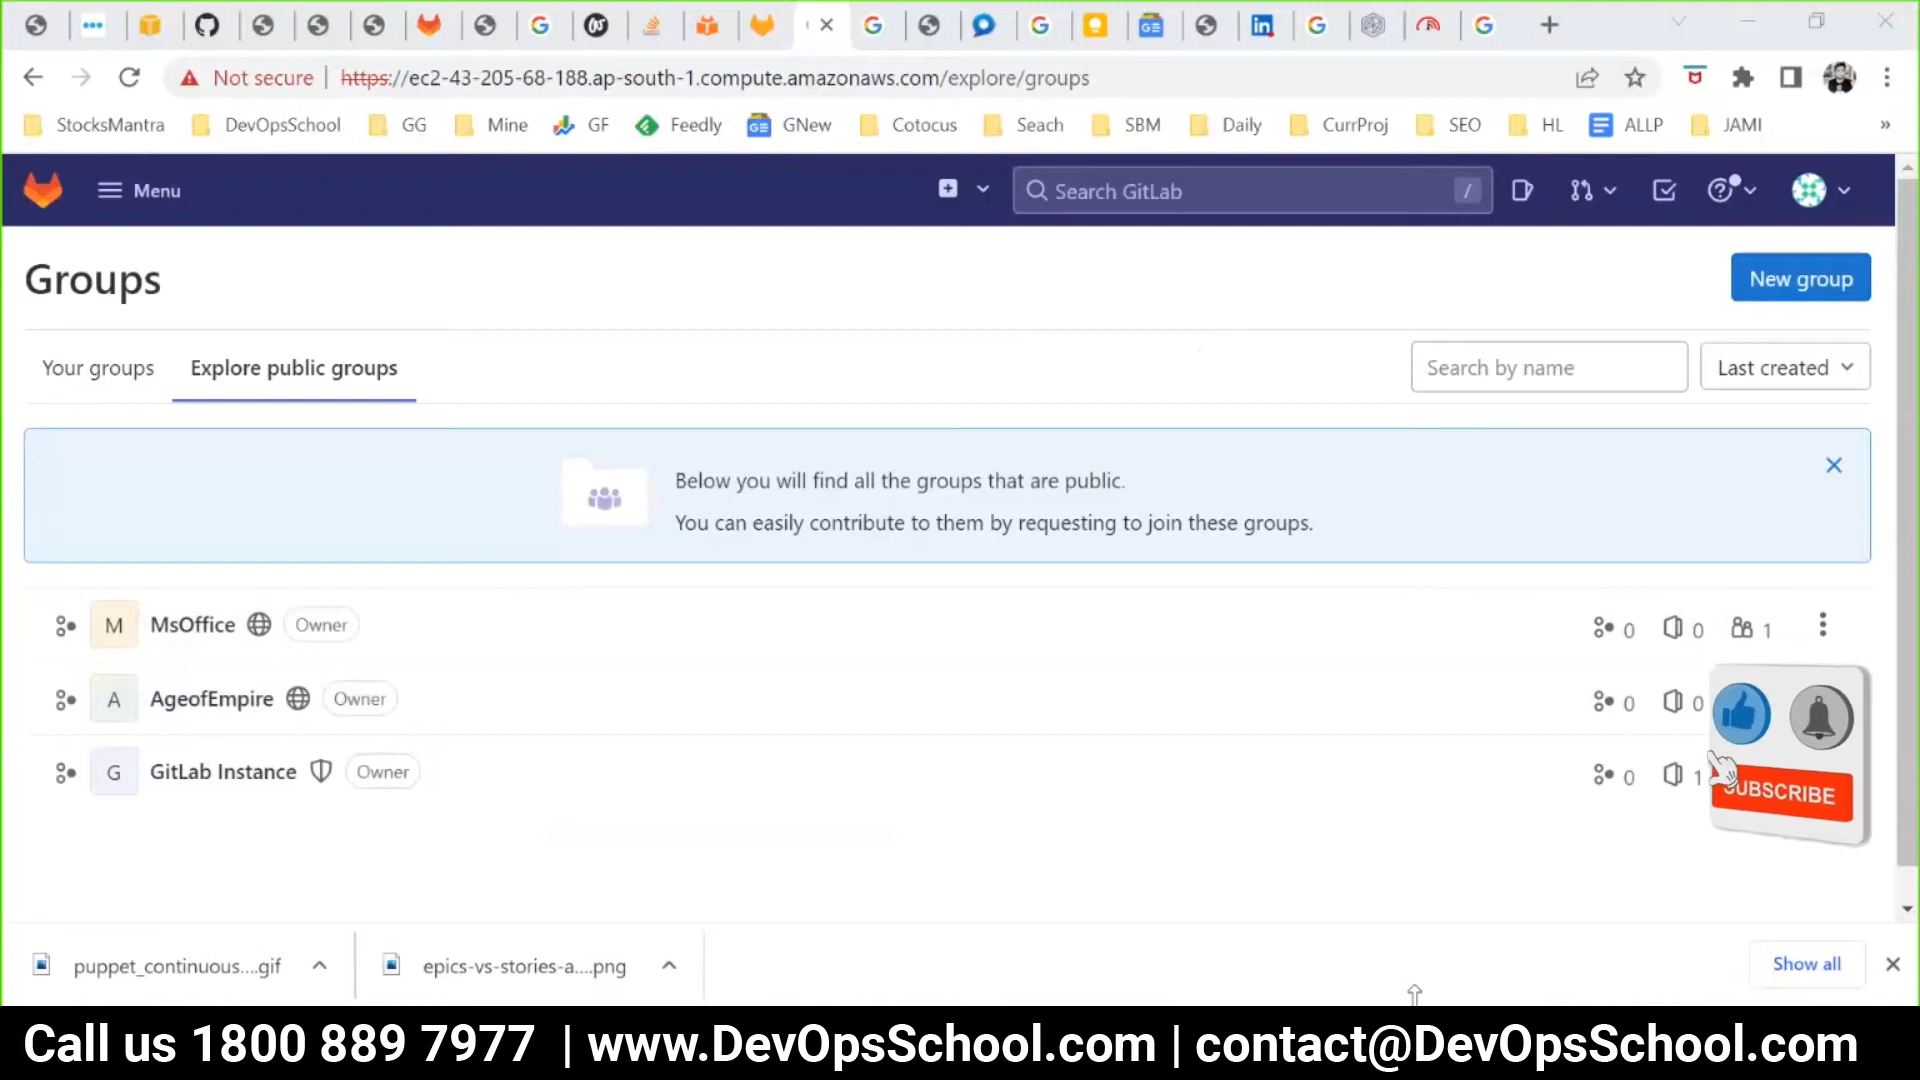 Not secure | https://ec2-43-205-68-188.ap-south-1.compute.amazonaws.com/explore/groups
StocksMantra DevOpsSchool GG Mine GF Feedly GNew Cotocus Seach SBM Daily CurrProj SEO HL ALLP JAMI »
Menu Search GitLab /
Groups New group
Your groups Explore public groups Search by name Last created
Below you will find all the groups that are public.
You can easily contribute to them by requesting to join these groups.
M MsOffice Owner 0 0 1
A AgeofEmpire Owner 0 0
G GitLab Instance Owner 0 1
SUBSCRIBE
puppet_continuous....gif epics-vs-stories-a....png Show all
Call us 1800 889 7977 | www.DevOpsSchool.com | contact@DevOpsSchool.com